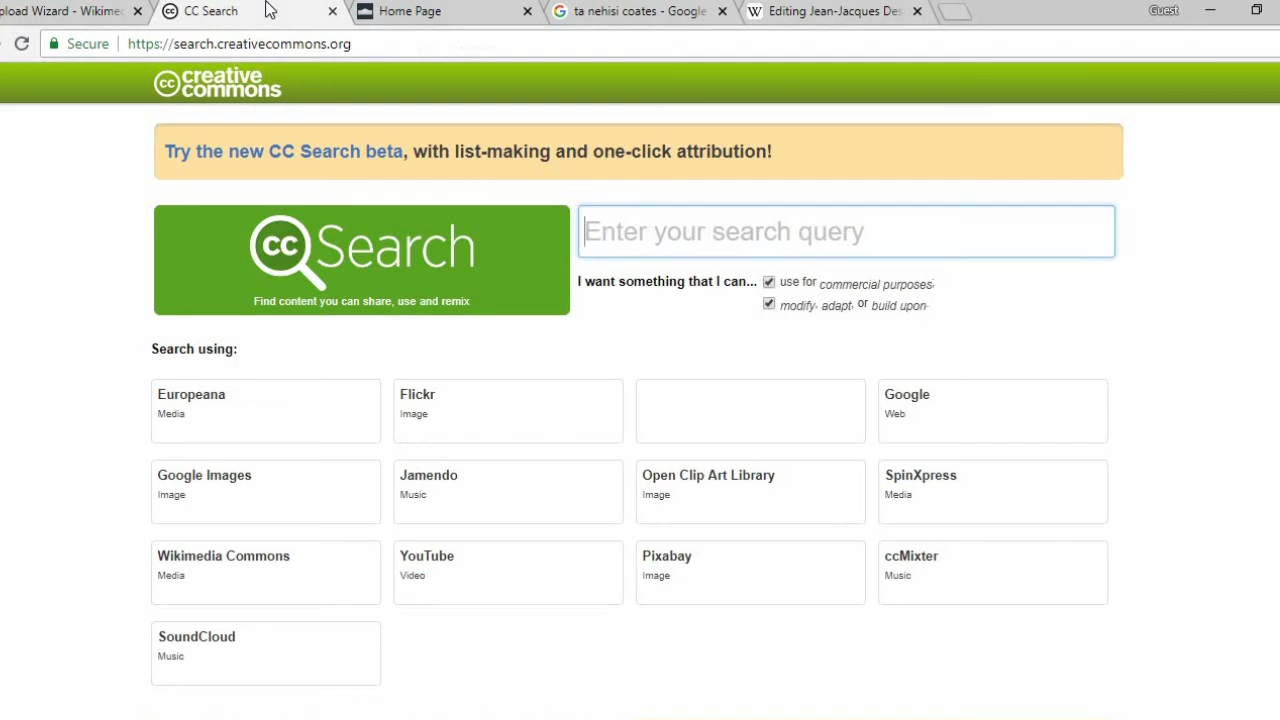 pload Wizard - Wikimec
CC Search
Home Page
ta nehisi coates - Google
W Editing Jean-Jacques Des
Guest
Secure https://search.creativecommons.org
cc creative commons
Try the new CC Search beta, with list-making and one-click attribution!
cc Search
Find content you can share, use and remix
Enter your search query
I want something that I can... use for commercial purposes;
modify, adapt, or build upon.
Search using:
Europeana
Media
Flickr
Image
Google
Web
Google Images
Image
Jamendo
Music
Open Clip Art Library
Image
SpinXpress
Media
Wikimedia Commons
Media
YouTube
Video
Pixabay
Image
ccMixter
Music
SoundCloud
Music